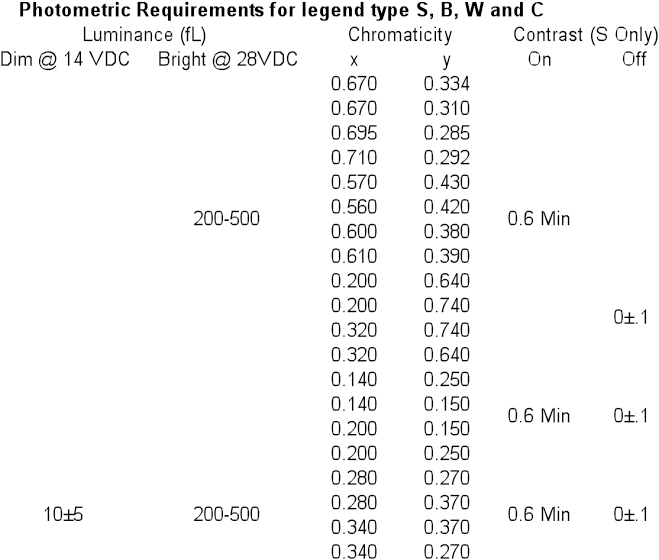 Photometric Requirements for legend type S, B, W and C
Luminance (fL) Chromaticity Contrast (S Only)
Dim @ 14 VDC Bright @ 28VDC x y On Off
0.670 0.334
0.670 0.310
0.695 0.285
0.710 0.292
0.570 0.430
200-500 0.560 0.420 0.6 Min
0.600 0.380
0.610 0.390
0.200 0.640
0.200 0.740 0±.1
0.320 0.740
0.320 0.640
0.140 0.250
0.140 0.150 0.6 Min 0±.1
0.200 0.150
0.200 0.250
0.280 0.270
10±5 200-500 0.280 0.370 0.6 Min 0±.1
0.340 0.370
0.340 0.270